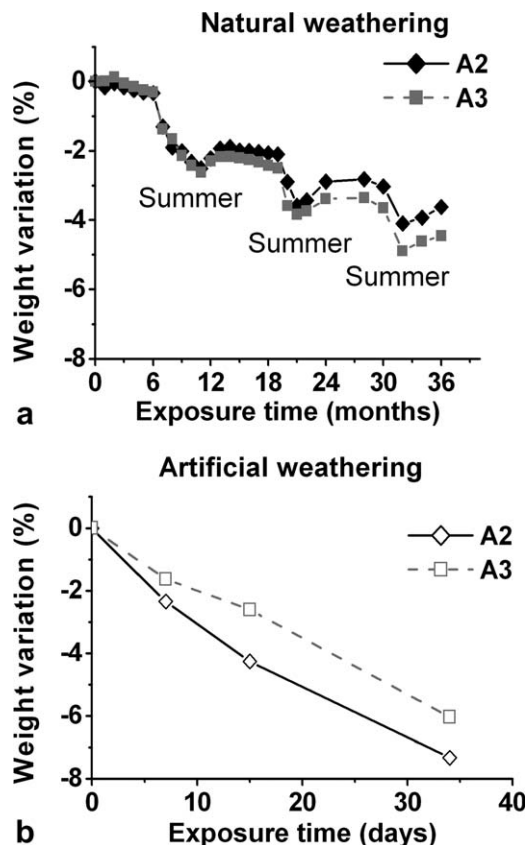 Natural weathering
A2
A3
Weight variation (%)
0
-2
-4
-6
-8
Summer
Summer
Summer
0 6 12 18 24 30 36
Exposure time (months)
a
Artificial weathering
A2
A3
Weight variation (%)
0
-2
-4
-6
-8
0 10 20 30 40
Exposure time (days)
b